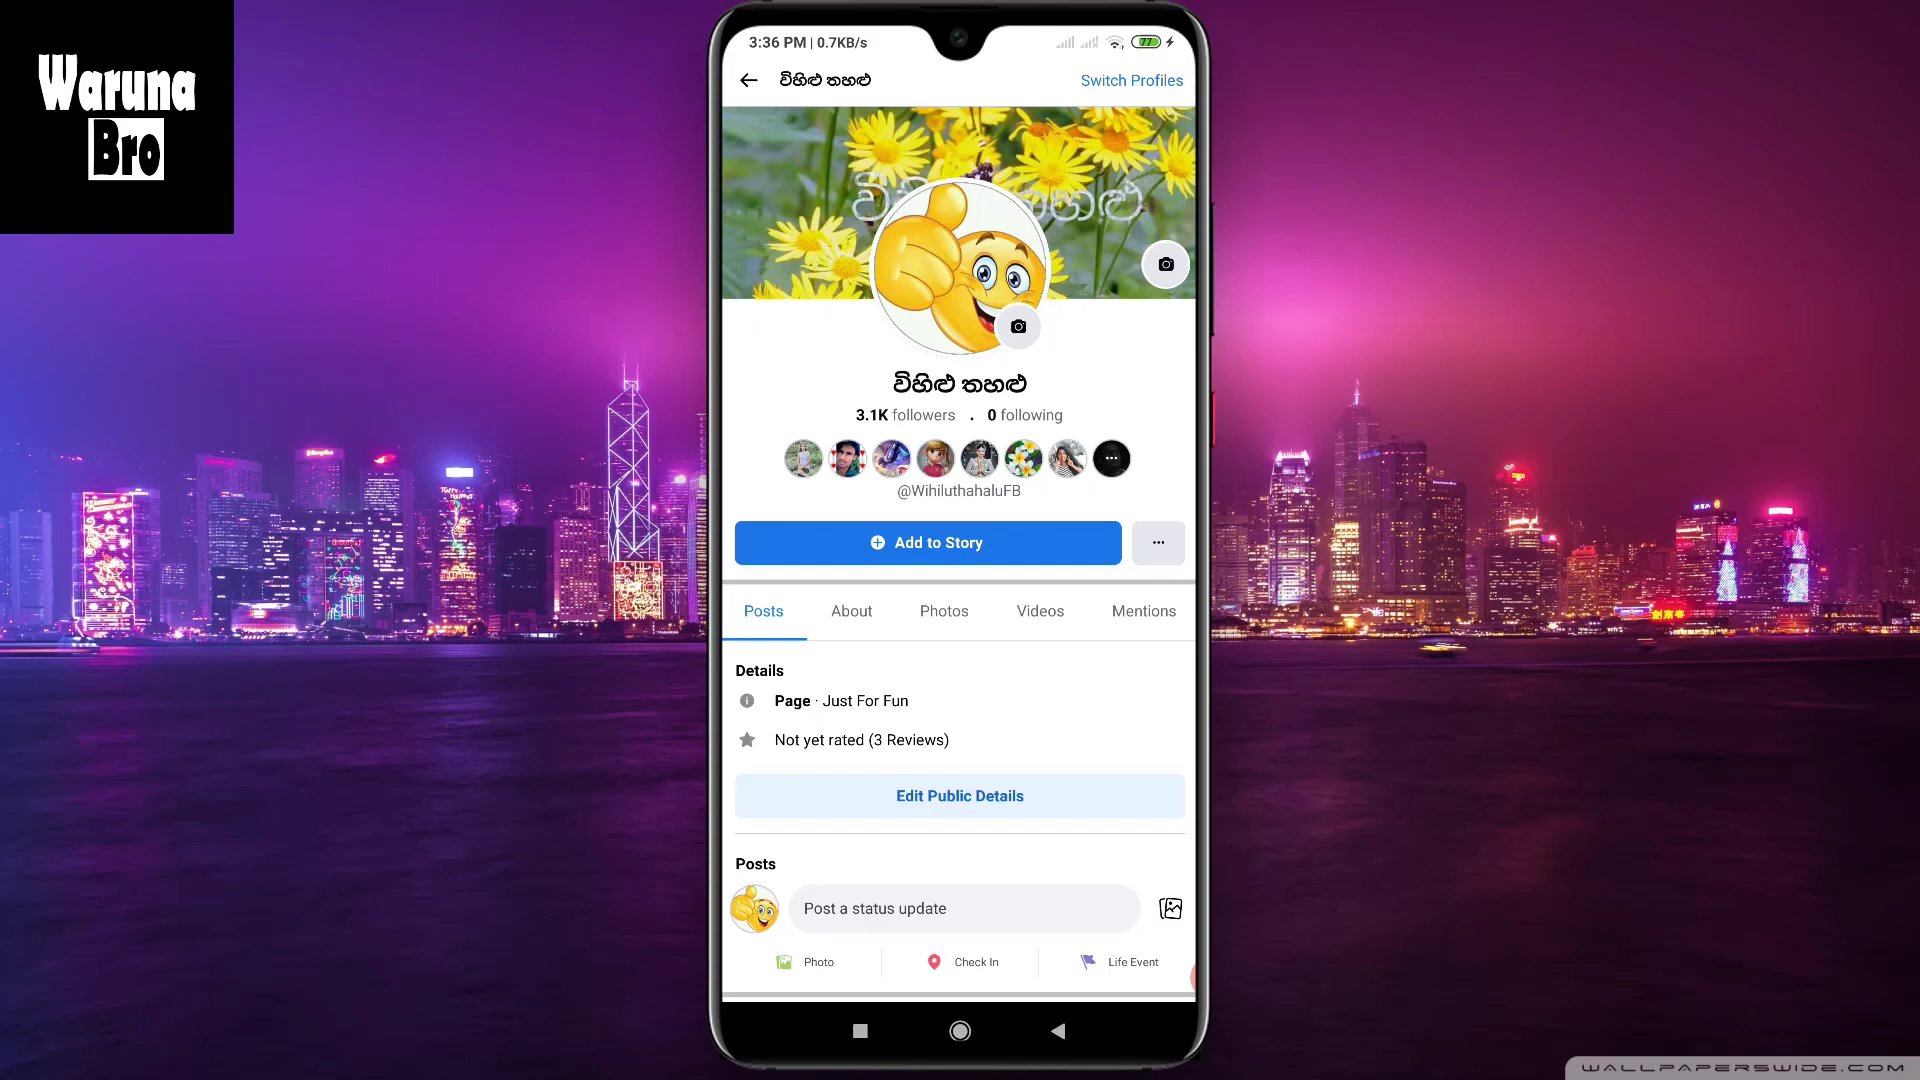 Waruna
Bro
3:36 PM | 0.7KB/s
77
විහිළු තහළු
Switch Profiles
විහිළු තහළු
3.1K followers . 0 following
@WihiluthahaluFB
Add to Story
Posts About Photos Videos Mentions
Details
Page · Just For Fun
Not yet rated (3 Reviews)
Edit Public Details
Posts
Post a status update
Photo Check In Life Event
WALLPAPERSWIDE.COM